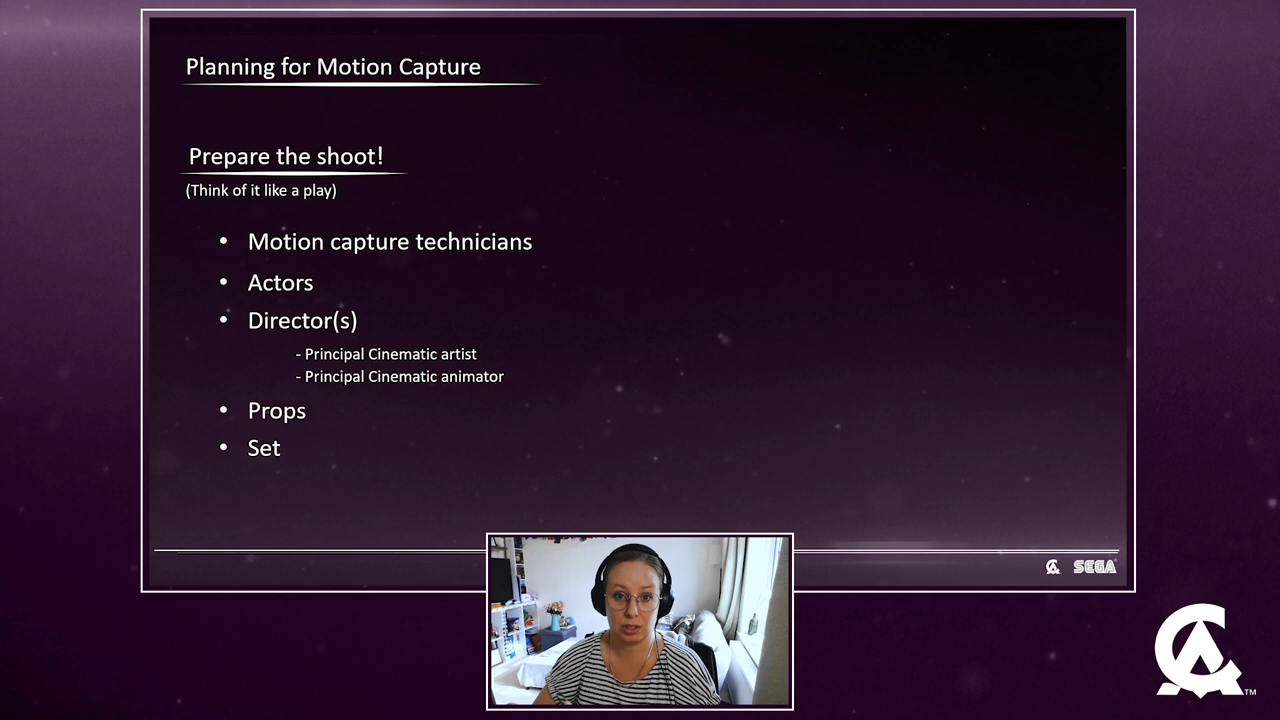 Planning for Motion Capture
Prepare the shoot!
(Think of it like a play)
• Motion capture technicians
• Actors
• Director(s)
- Principal Cinematic artist
- Principal Cinematic animator
• Props
• Set
SEGA
TM